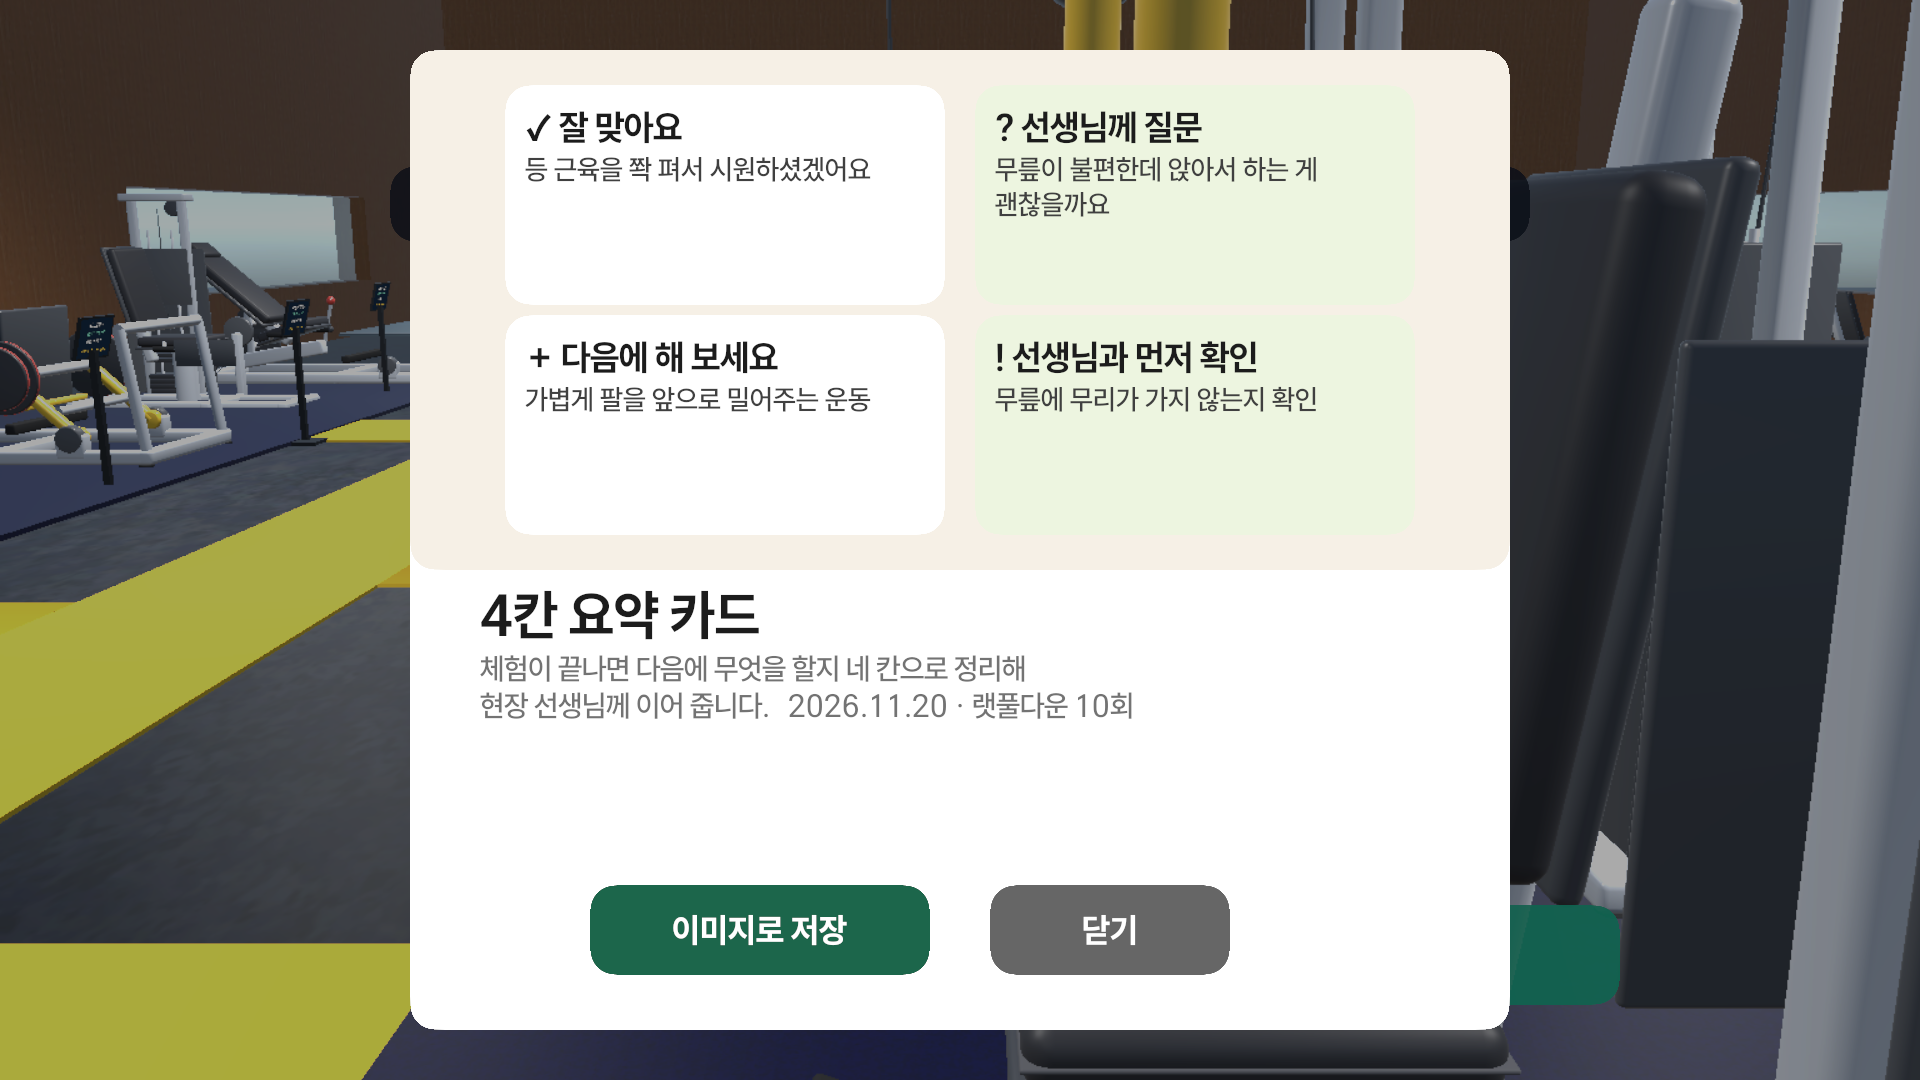 ✓ 잘 맞아요
등 근육을 쫙 펴서 시원하셨겠어요
? 선생님께 질문
무릎이 불편한데 앉아서 하는 게
괜찮을까요
+ 다음에 해 보세요
가볍게 팔을 앞으로 밀어주는 운동
! 선생님과 먼저 확인
무릎에 무리가 가지 않는지 확인
4칸 요약 카드
체험이 끝나면 다음에 무엇을 할지 네 칸으로 정리해
현장 선생님께 이어 줍니다. 2026.11.20 · 랫풀다운 10회
이미지로 저장
닫기